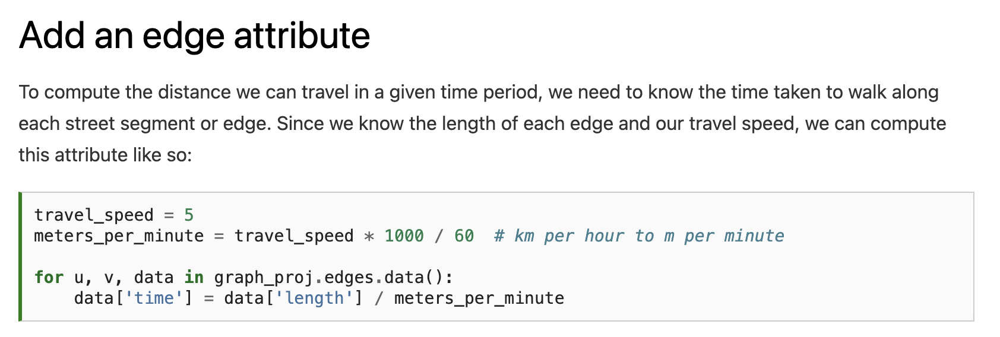 Add an edge attribute
To compute the distance we can travel in a given time period, we need to know the time taken to walk along
each street segment or edge. Since we know the length of each edge and our travel speed, we can compute
this attribute like so:
travel_speed = 5
meters_per_minute = travel_speed * 1000 / 60  # km per hour to m per minute
for u, v, data in graph_proj.edges.data():
    data['time'] = data['length'] / meters_per_minute